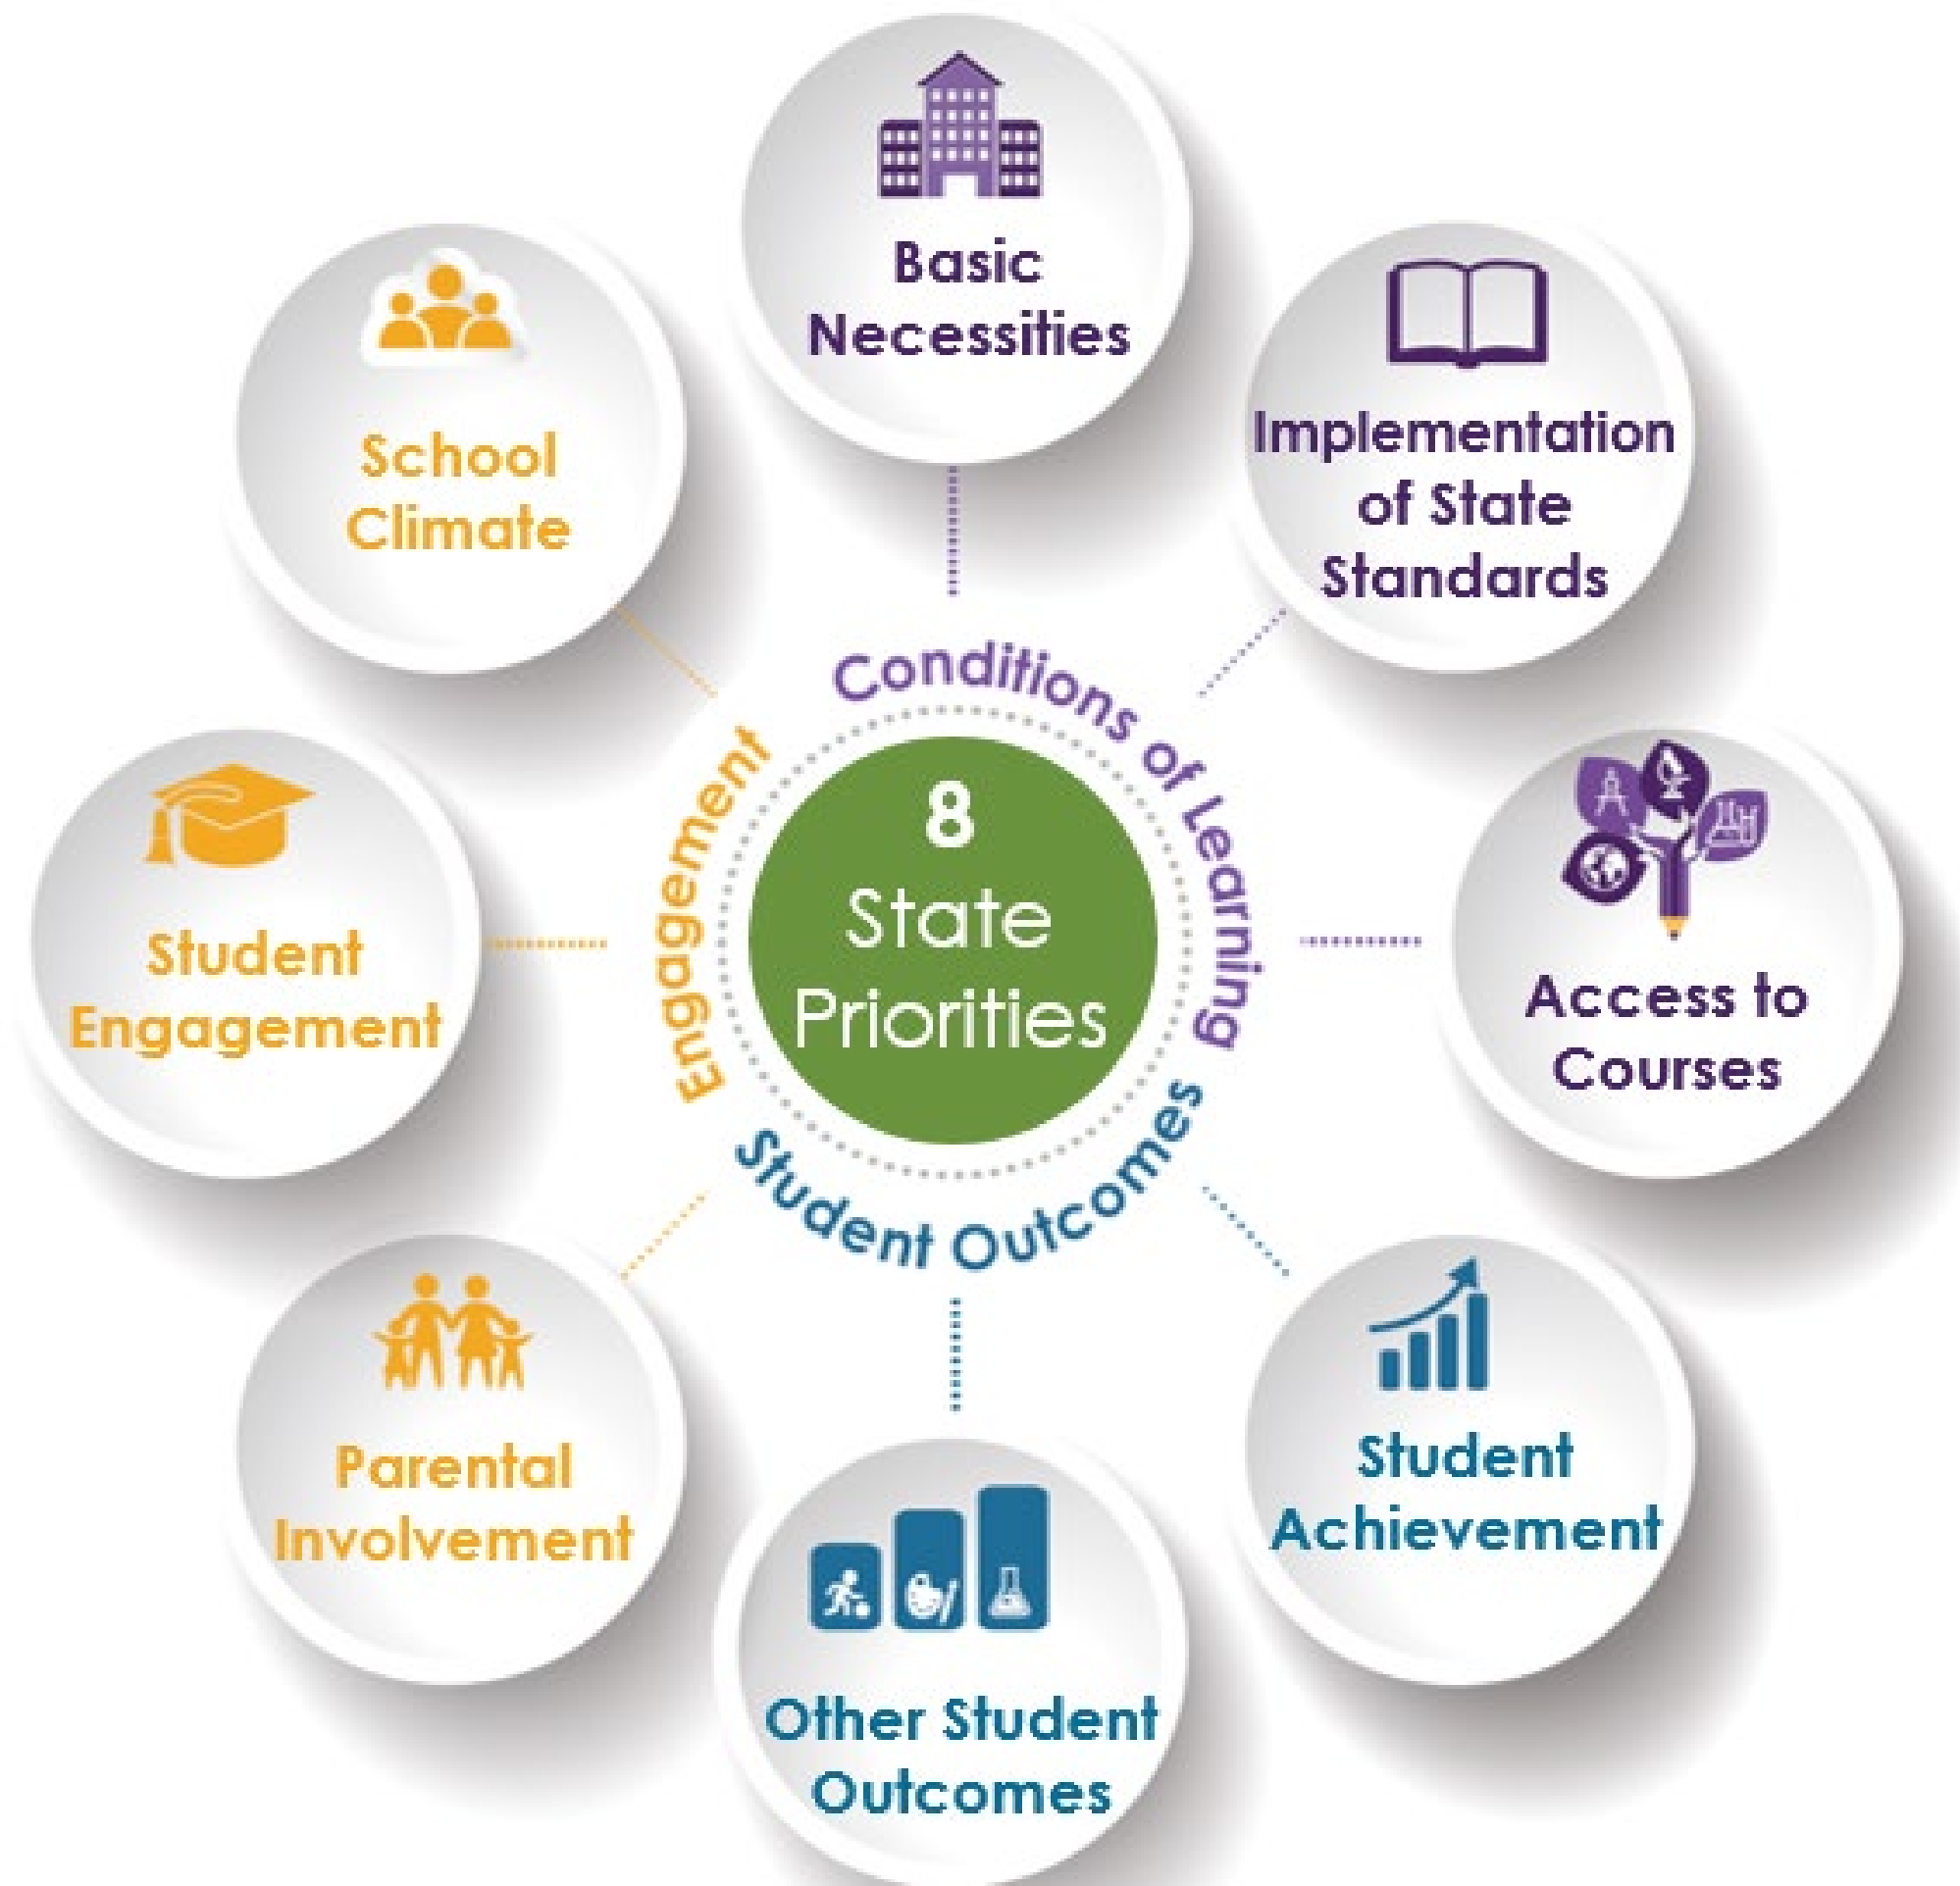 Basic
Necessities
Implementation
of State
Standards
Access to
Courses
Student
Achievement
Other Student
Outcomes
Parental
Involvement
Student
Engagement
School
Climate
Conditions of Learning
Student Outcomes
Engagement
8
State
Priorities